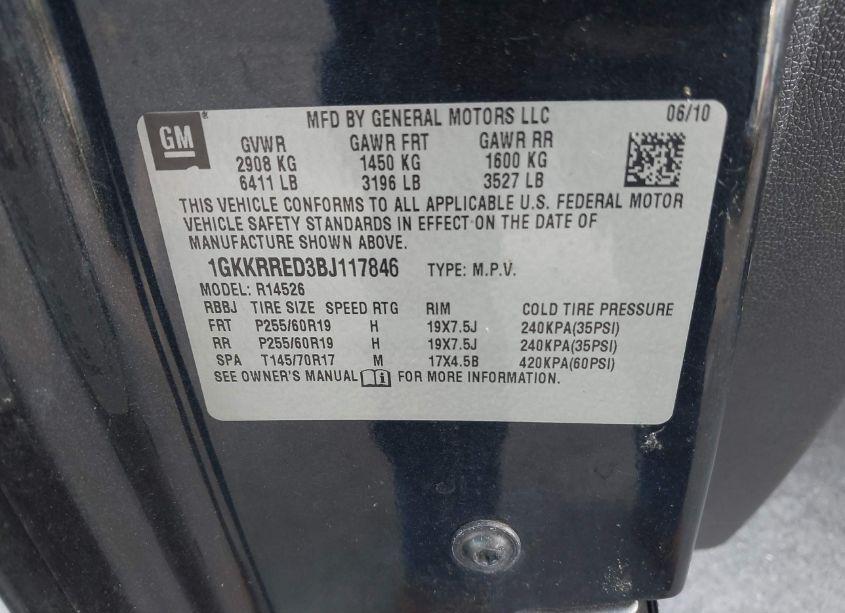 GM®
MFD BY GENERAL MOTORS LLC 06/10
GVWR GAWR FRT GAWR RR
2908 KG 1450 KG 1600 KG
6411 LB 3196 LB 3527 LB
THIS VEHICLE CONFORMS TO ALL APPLICABLE U.S. FEDERAL MOTOR
VEHICLE SAFETY STANDARDS IN EFFECT ON THE DATE OF
MANUFACTURE SHOWN ABOVE.
1GKKRRED3BJ117846 TYPE: M.P.V.
MODEL: R14526
RBBJ TIRE SIZE SPEED RTG RIM COLD TIRE PRESSURE
FRT P255/60R19 H 19X7.5J 240KPA(35PSI)
RR P255/60R19 H 19X7.5J 240KPA(35PSI)
SPA T145/70R17 M 17X4.5B 420KPA(60PSI)
SEE OWNER'S MANUAL i FOR MORE INFORMATION.